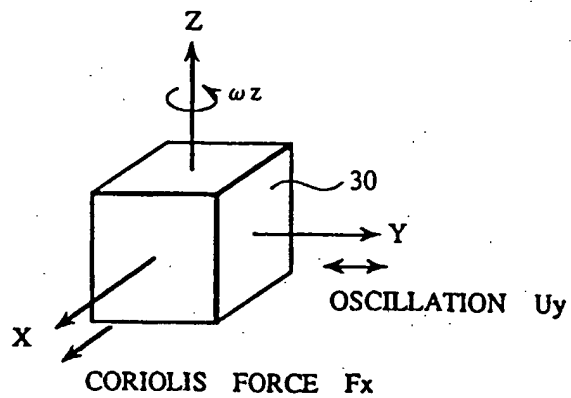 Z
ωz
30
Y
OSCILLATION Uy
X
CORIOLIS FORCE Fx